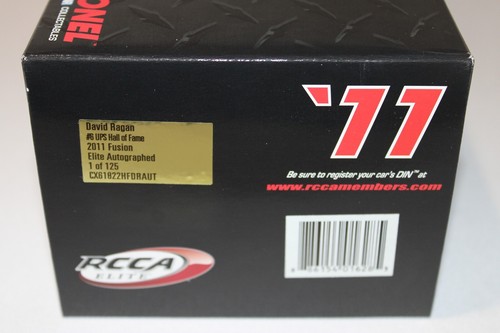 ONEL
COLLECTABLES
David Ragan
#6 UPS Hall of Fame
2011 Fusion
Elite Autographed
1 of 125
CX61822HFDRAUT
'11
Be sure to register your car's DIN™ at
www.rccamembers.com
RCCA
ELITE